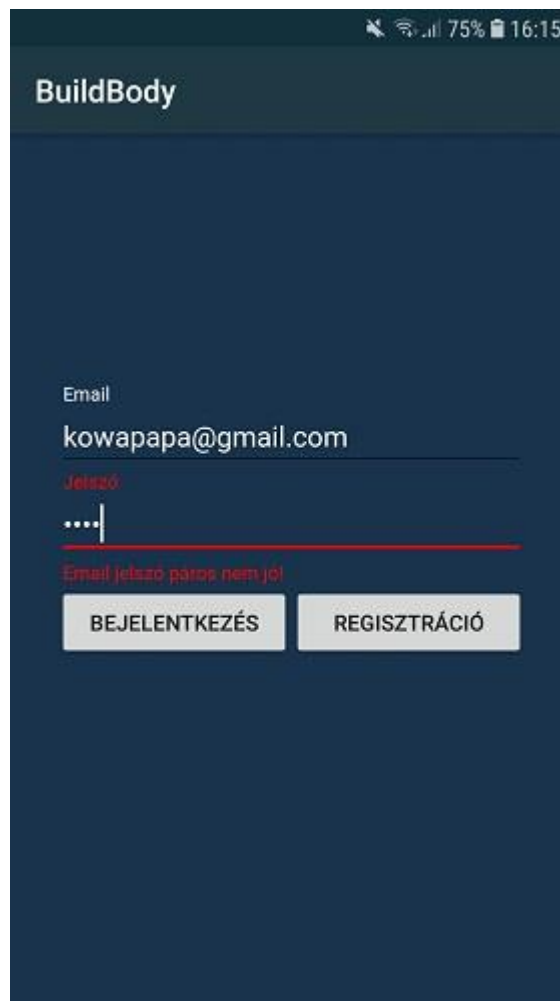 75% 16:15
BuildBody
Email
kowapapa@gmail.com
Jelszó
••••
Email jelszó páros nem jó!
BEJELENTKEZÉS REGISZTRÁCIÓ